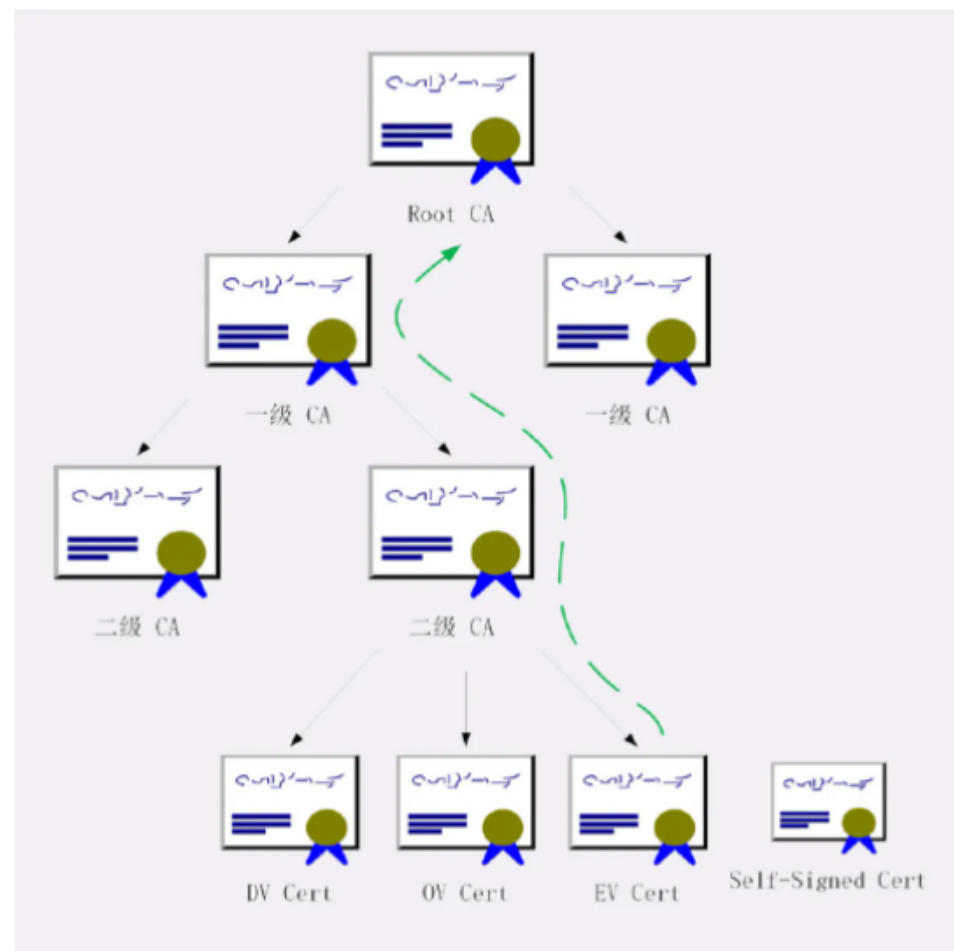 Root CA
一级 CA
一级 CA
二级 CA
二级 CA
DV Cert
OV Cert
EV Cert
Self-Signed Cert